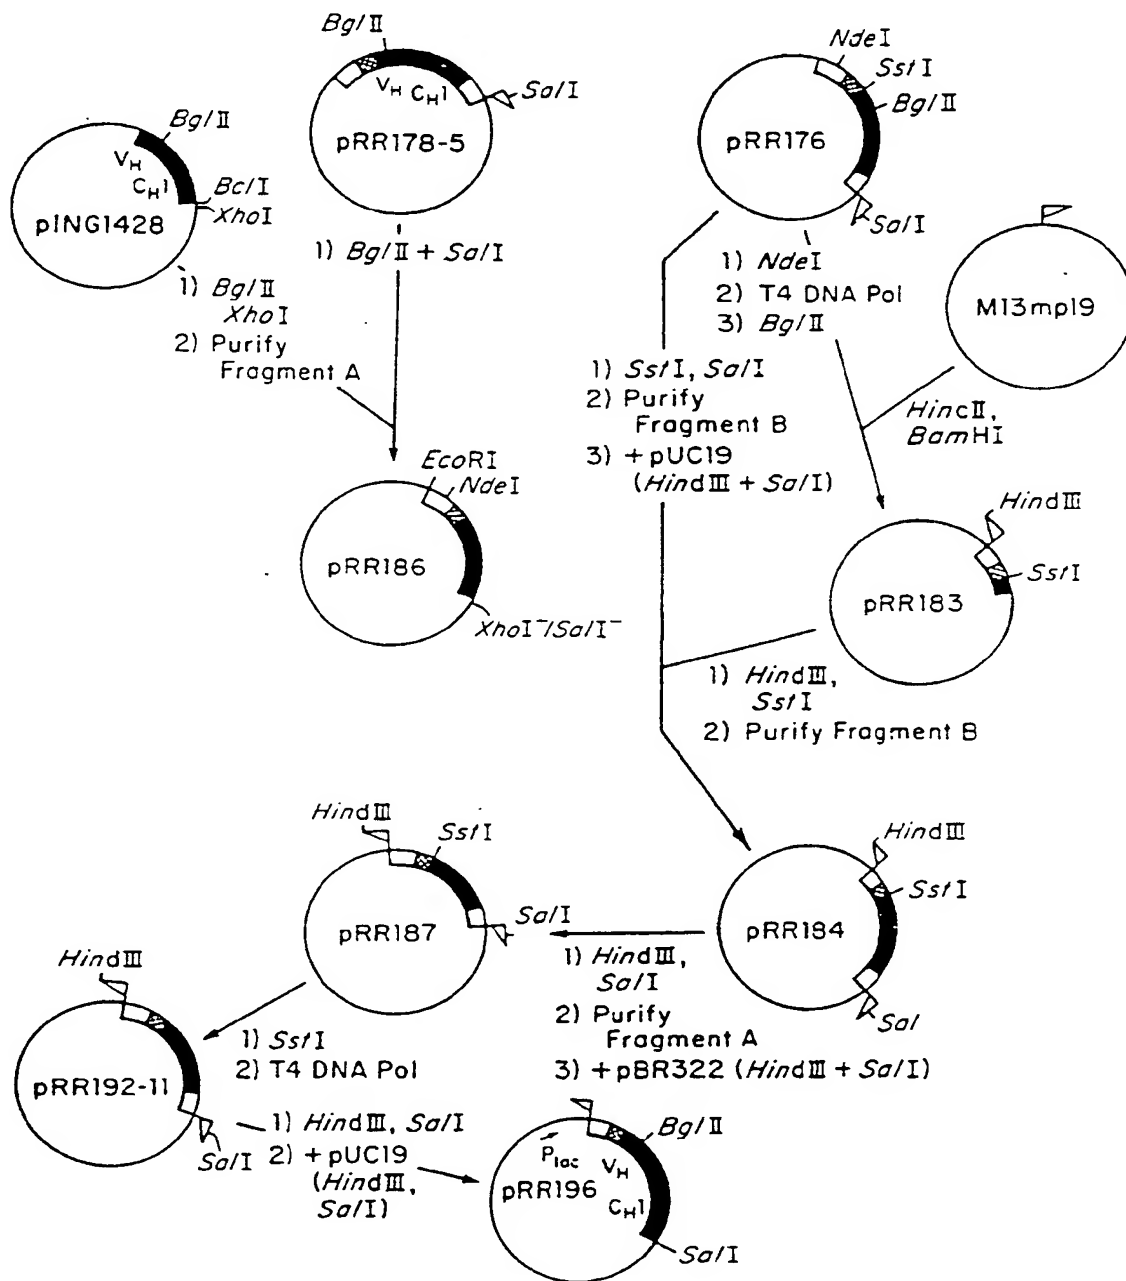 BglII
VH
CH1
BclI
XhoI
pING1428
1) BglII
XhoI
2) Purify
Fragment A
BglII
VH CH1
SalI
pRR178-5
1) BglII + SalI
EcoRI
NdeI
pRR186
XhoI⁻/SalI⁻
NdeI
SstI
BglII
pRR176
SalI
1) NdeI
2) T4 DNA Pol
3) BglII
M13mp19
HincII,
BamHI
1) SstI, SalI
2) Purify
Fragment B
3) +pUC19
(HindIII + SalI)
HindIII
SstI
pRR183
1) HindIII,
SstI
2) Purify Fragment B
HindIII
SstI
pRR184
Sal
1) HindIII,
SalI
2) Purify
Fragment A
3) +pBR322 (HindIII + SalI)
HindIII
SstI
SalI
pRR187
1) SstI
2) T4 DNA Pol
HindIII
pRR192-11
SalI
1) HindIII, SalI
2) +pUC19
(HindIII,
SalI)
BglII
Plac
VH
pRR196
CH1
SalI